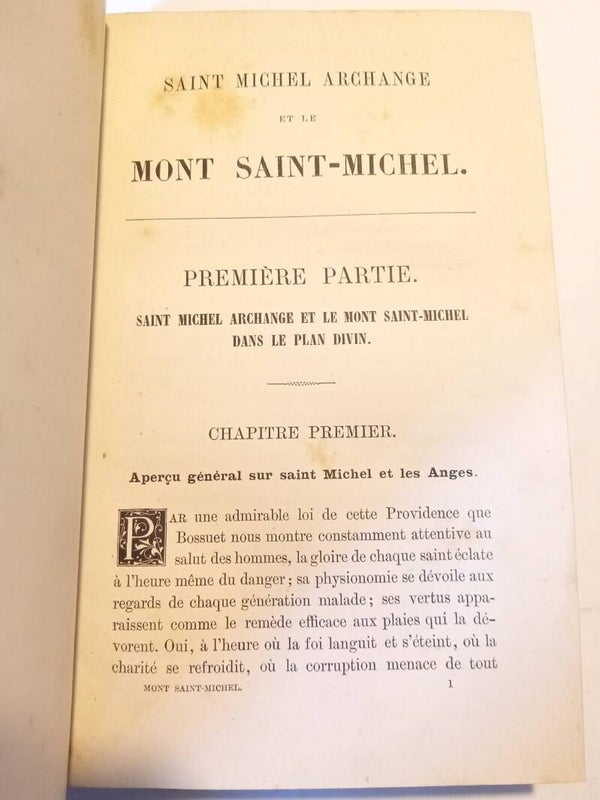 SAINT MICHEL ARCHANGE
ET LE
MONT SAINT-MICHEL.
PREMIÈRE PARTIE.
SAINT MICHEL ARCHANGE ET LE MONT SAINT-MICHEL
DANS LE PLAN DIVIN.
CHAPITRE PREMIER.
Aperçu général sur saint Michel et les Anges.
PAR une admirable loi de cette Providence que
Bossuet nous montre constamment attentive au
salut des hommes, la gloire de chaque saint éclate
à l'heure même du danger ; sa physionomie se dévoile aux
regards de chaque génération malade ; ses vertus appa-
raissent comme le remède efficace aux plaies qui la dé-
vorent. Oui, à l'heure où la foi languit et s'éteint, où la
charité se refroidit, où la corruption menace de tout
MONT SAINT-MICHEL. 1